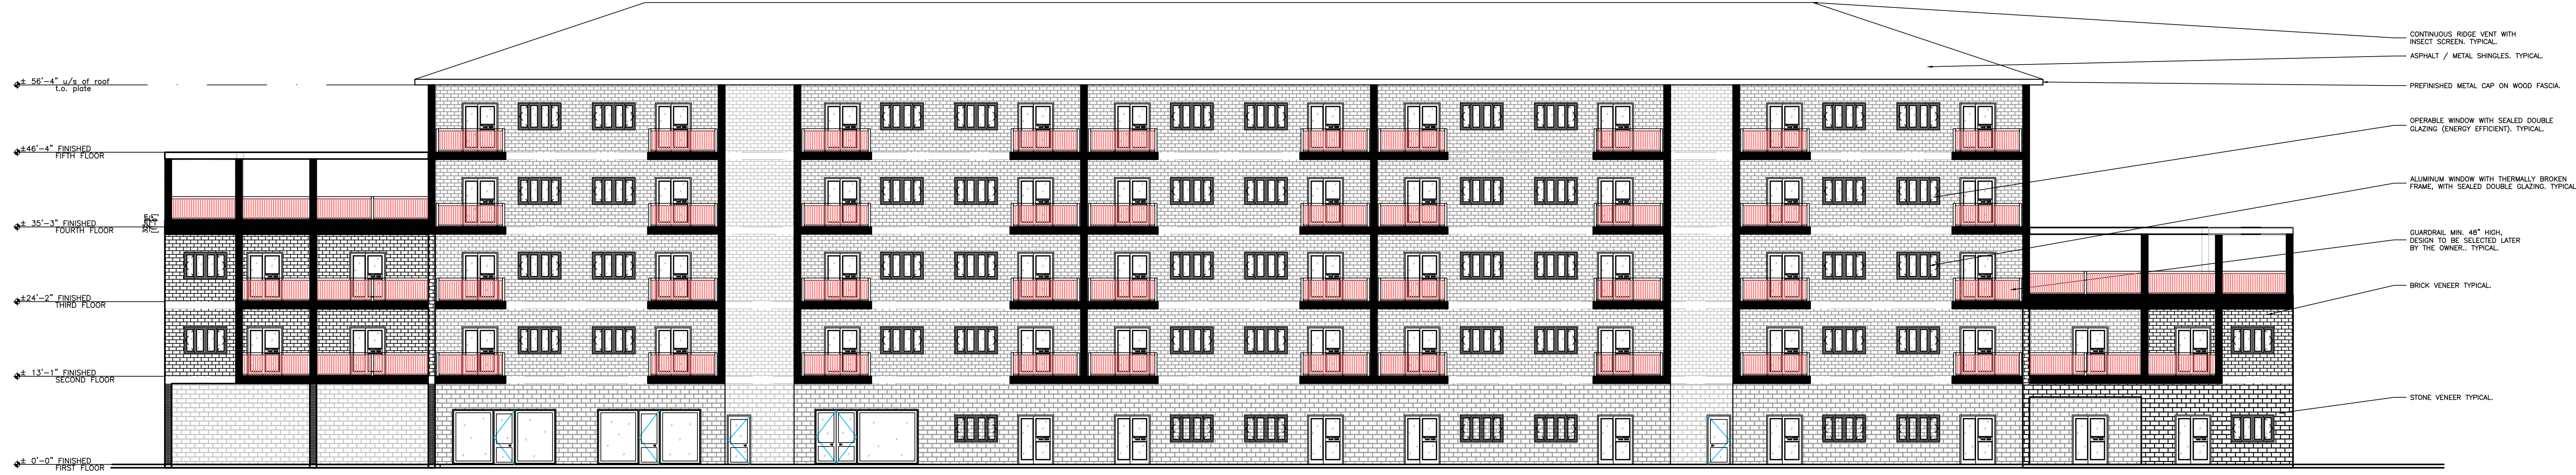 ± 56'-4" u/s of roof
t.o. plate
±46'-4" FINISHED
FIFTH FLOOR
± 35'-3" FINISHED
FOURTH FLOOR
±24'-2" FINISHED
THIRD FLOOR
± 13'-1" FINISHED
SECOND FLOOR
± 0'-0" FINISHED
FIRST FLOOR
CONTINUOUS RIDGE VENT WITH
INSECT SCREEN. TYPICAL.
ASPHALT / METAL SHINGLES. TYPICAL.
PREFINISHED METAL CAP ON WOOD FASCIA.
OPERABLE WINDOW WITH SEALED DOUBLE
GLAZING (ENERGY EFFICIENT). TYPICAL.
ALUMINUM WINDOW WITH THERMALLY BROKEN
FRAME, WITH SEALED DOUBLE GLAZING. TYPICAL
GUARDRAIL MIN. 48" HIGH,
DESIGN TO BE SELECTED LATER
BY THE OWNER.. TYPICAL.
BRICK VENEER TYPICAL.
STONE VENEER TYPICAL.